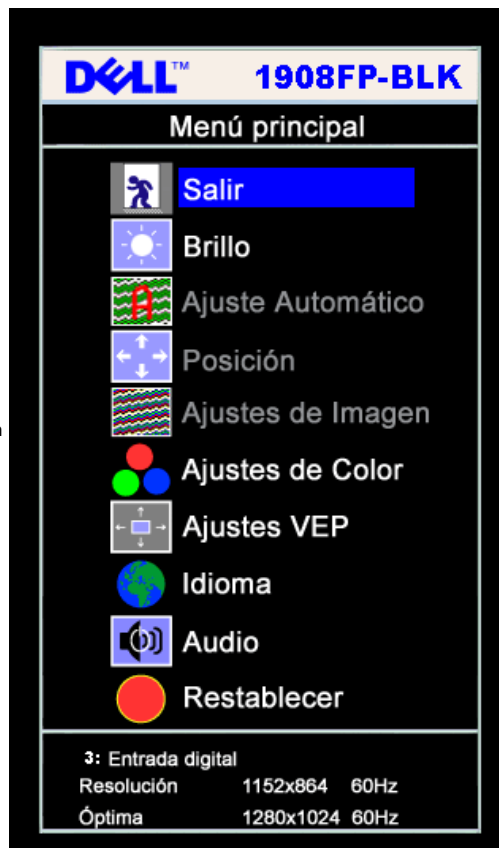 DELL™ 1908FP-BLK
Menú principal
Salir
Brillo
A
Ajuste Automático
Posición
Ajustes de Imagen
Ajustes de Color
Ajustes VEP
Idioma
Audio
Restablecer
3: Entrada digital
Resolución 1152x864 60Hz
Óptima 1280x1024 60Hz